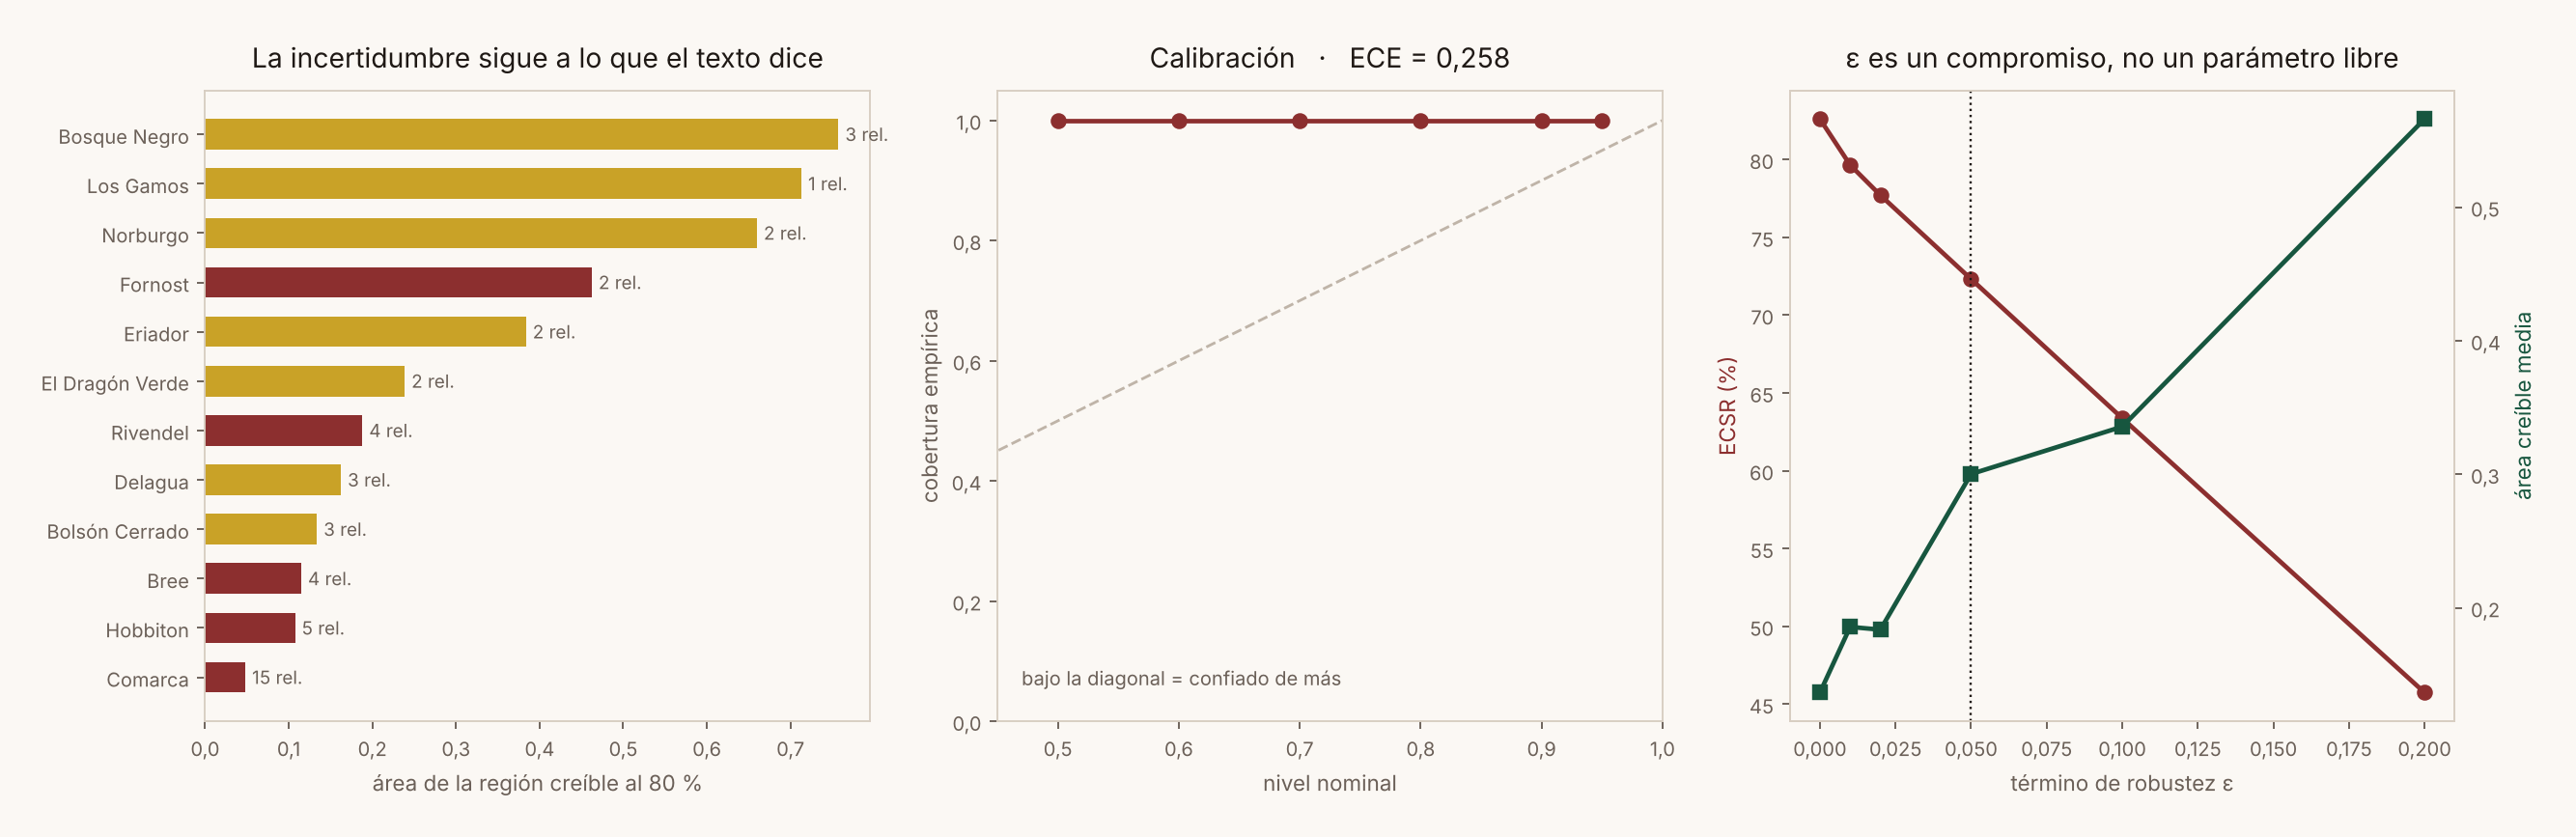 La incertidumbre sigue a lo que el texto dice
Bosque Negro
3 rel.
Los Gamos
1 rel.
Norburgo
2 rel.
Fornost
2 rel.
Eriador
2 rel.
El Dragón Verde
2 rel.
Rivendel
4 rel.
Delagua
3 rel.
Bolsón Cerrado
3 rel.
Bree
4 rel.
Hobbiton
5 rel.
Comarca
15 rel.
0,0 0,1 0,2 0,3 0,4 0,5 0,6 0,7
área de la región creíble al 80 %
Calibración · ECE = 0,258
cobertura empírica
1,0
0,8
0,6
0,4
0,2
0,0
bajo la diagonal = confiado de más
0,5 0,6 0,7 0,8 0,9 1,0
nivel nominal
ε es un compromiso, no un parámetro libre
ECSR (%)
80
75
70
65
60
55
50
45
0,000 0,025 0,050 0,075 0,100 0,125 0,150 0,175 0,200
término de robustez ε
0,5
0,4
0,3
0,2
área creíble media